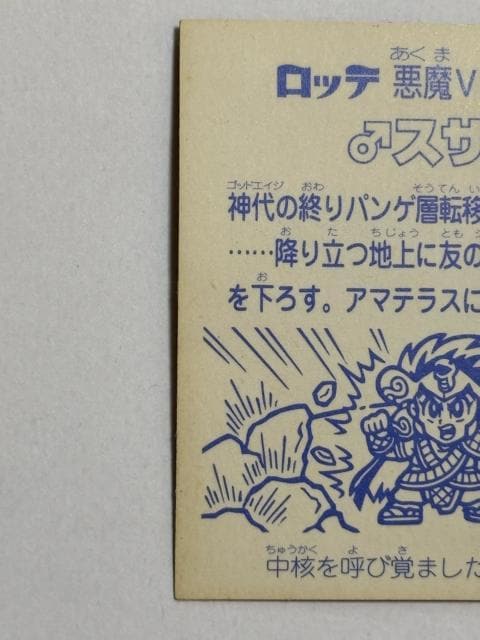 あくま
ロッテ 悪魔V
♂スサ
ゴッドエイジ おわ そうてん い
神代の終りパンゲ層転移
お た ちじょう とも
……降り立つ地上に友の
お
を下ろす。アマテラスに
ちゅうかく よ さ
中核を呼び覚ました